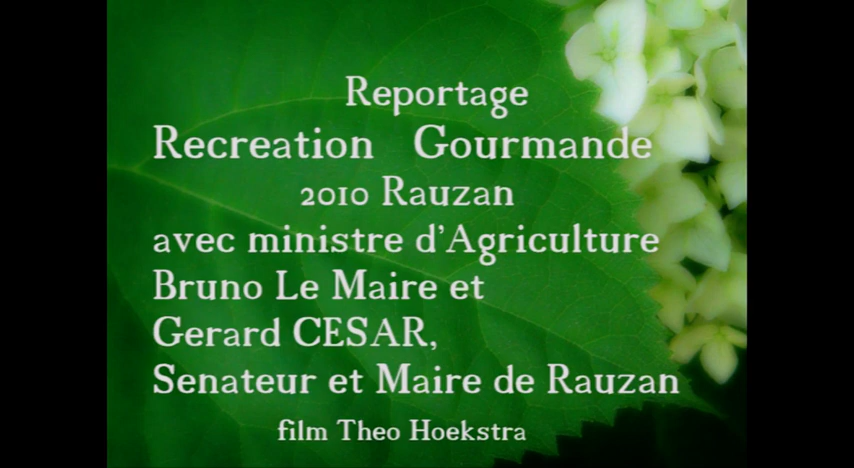 Reportage
Recreation Gourmande
2010 Rauzan
avec ministre d'Agriculture
Bruno Le Maire et
Gerard CESAR,
Senateur et Maire de Rauzan
film Theo Hoekstra